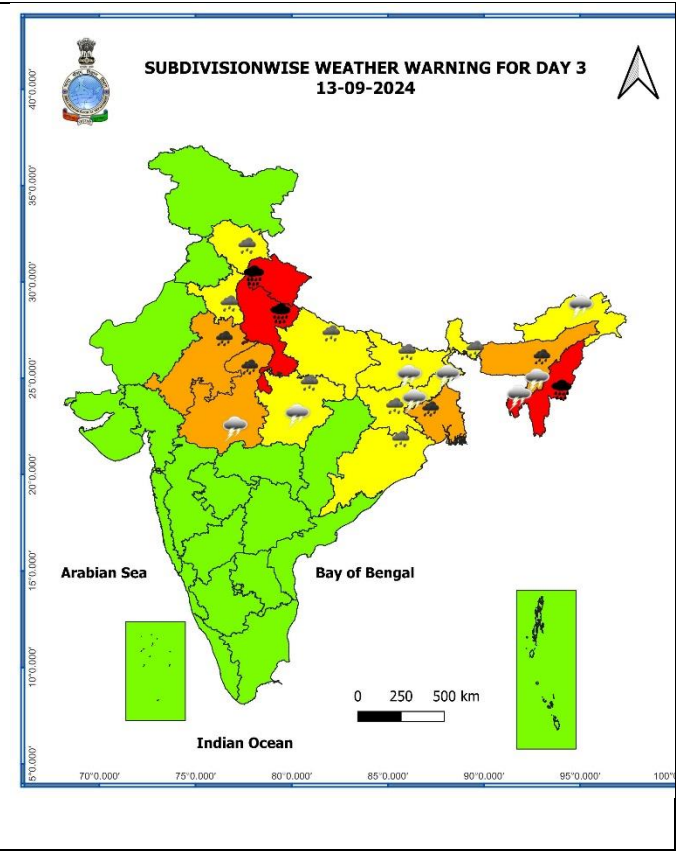 SUBDIVISIONWISE WEATHER WARNING FOR DAY 3
13-09-2024
40°0.000'
35°0.000'
30°0.000'
25°0.000'
20°0.000'
15°0.000'
10°0.000'
5°0.000'
Arabian Sea
Bay of Bengal
0 250 500 km
Indian Ocean
70°0.000' 75°0.000' 80°0.000' 85°0.000' 90°0.000' 95°0.000' 100°0